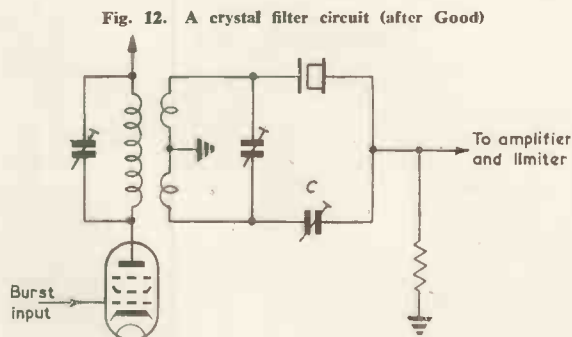 Fig. 12. A crystal filter circuit (after Good)
To amplifier
and limiter
C
Burst
input